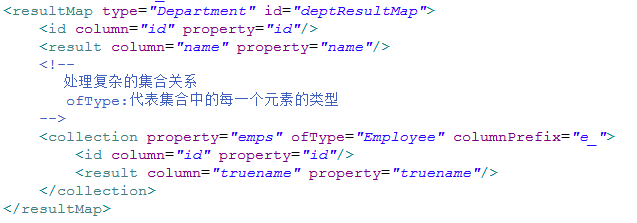 <resultMap type="Department" id="deptResultMap">
<id column="id" property="id"/>
<result column="name" property="name"/>
<!--
处理复杂的集合关系
ofType:代表集合中的每一个元素的类型
-->
<collection property="emps" ofType="Employee" columnPrefix="e_">
<id column="id" property="id"/>
<result column="truename" property="truename"/>
</collection>
</resultMap>